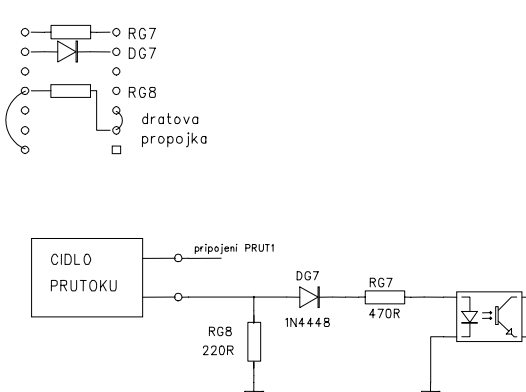 RG7
DG7
RG8
dratova
propojka
pripojeni PRUT1
CIDLO
PRUTOKU
DG7
1N4448
RG7
470R
RG8
220R